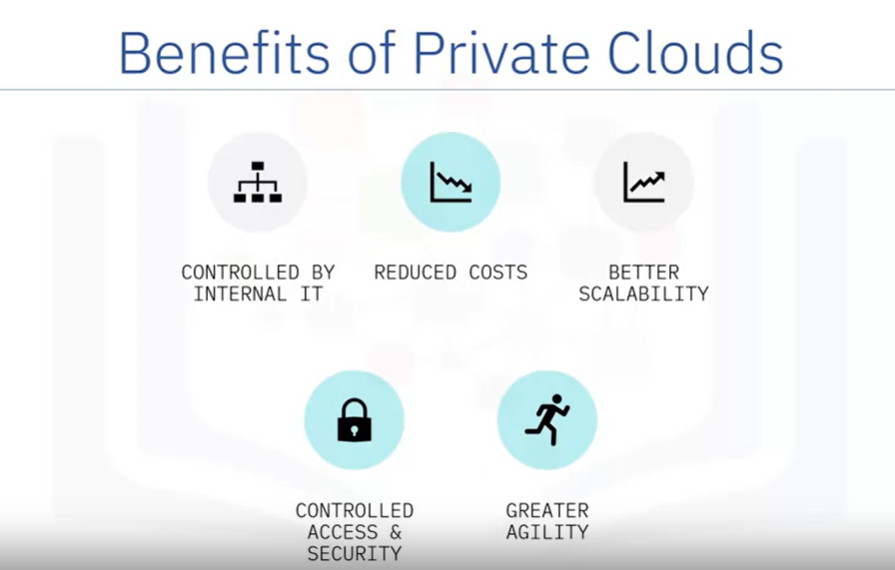 Benefits of Private Clouds
CONTROLLED BY
INTERNAL IT
REDUCED COSTS
BETTER
SCALABILITY
CONTROLLED
ACCESS &
SECURITY
GREATER
AGILITY